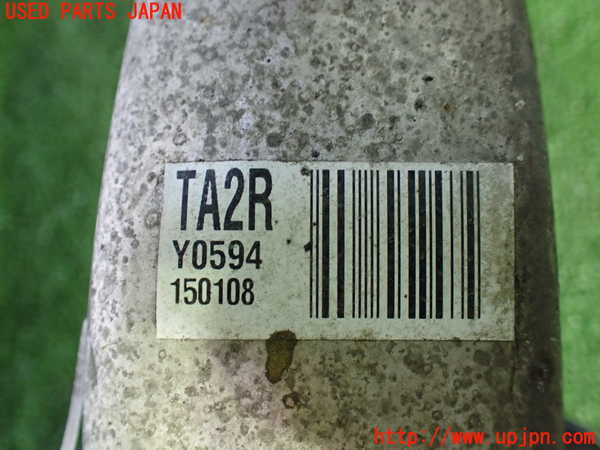 USED PARTS JAPAN
TA2R
Y0594
150108
http://www.upjpn.com